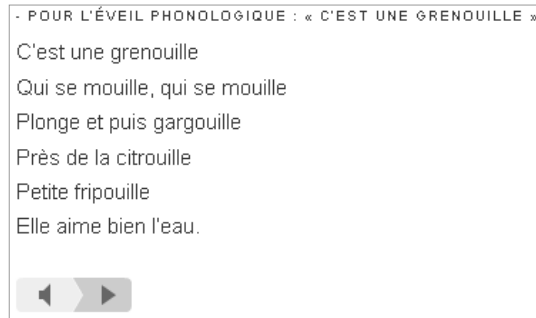 - POUR L'ÉVEIL PHONOLOGIQUE : « C'EST UNE GRENOUILLE »
C'est une grenouille
Qui se mouille, qui se mouille
Plonge et puis gargouille
Près de la citrouille
Petite fripouille
Elle aime bien l'eau.